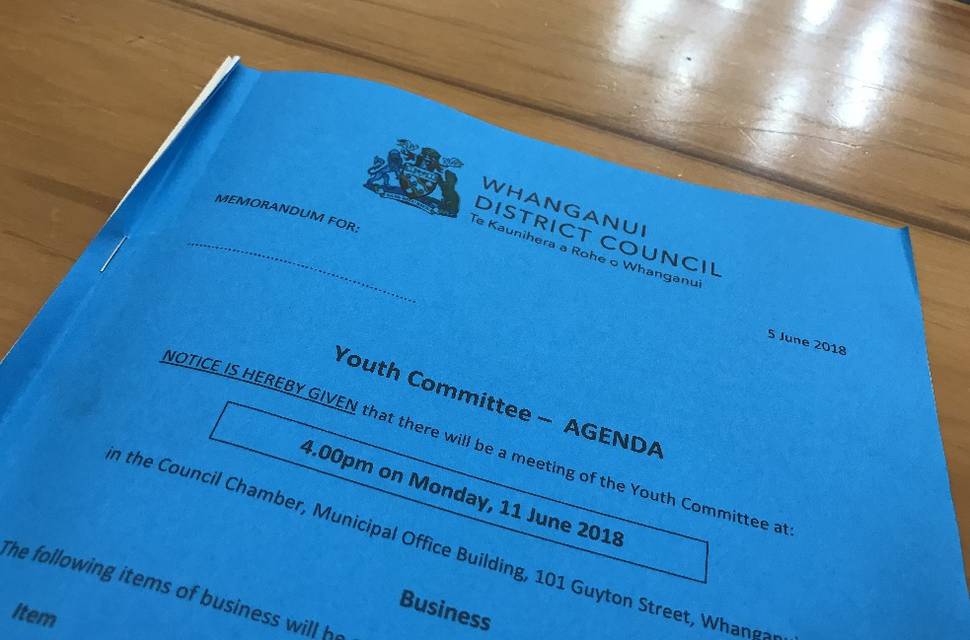 WHANGANUI
DISTRICT COUNCIL
Te Kaunihera a Rohe o Whanganui
MEMORANDUM FOR:
5 June 2018
Youth Committee – AGENDA
NOTICE IS HEREBY GIVEN that there will be a meeting of the Youth Committee at:
4.00pm on Monday, 11 June 2018
in the Council Chamber, Municipal Office Building, 101 Guyton Street, Whanganui
The following items of business will be
Business
Item